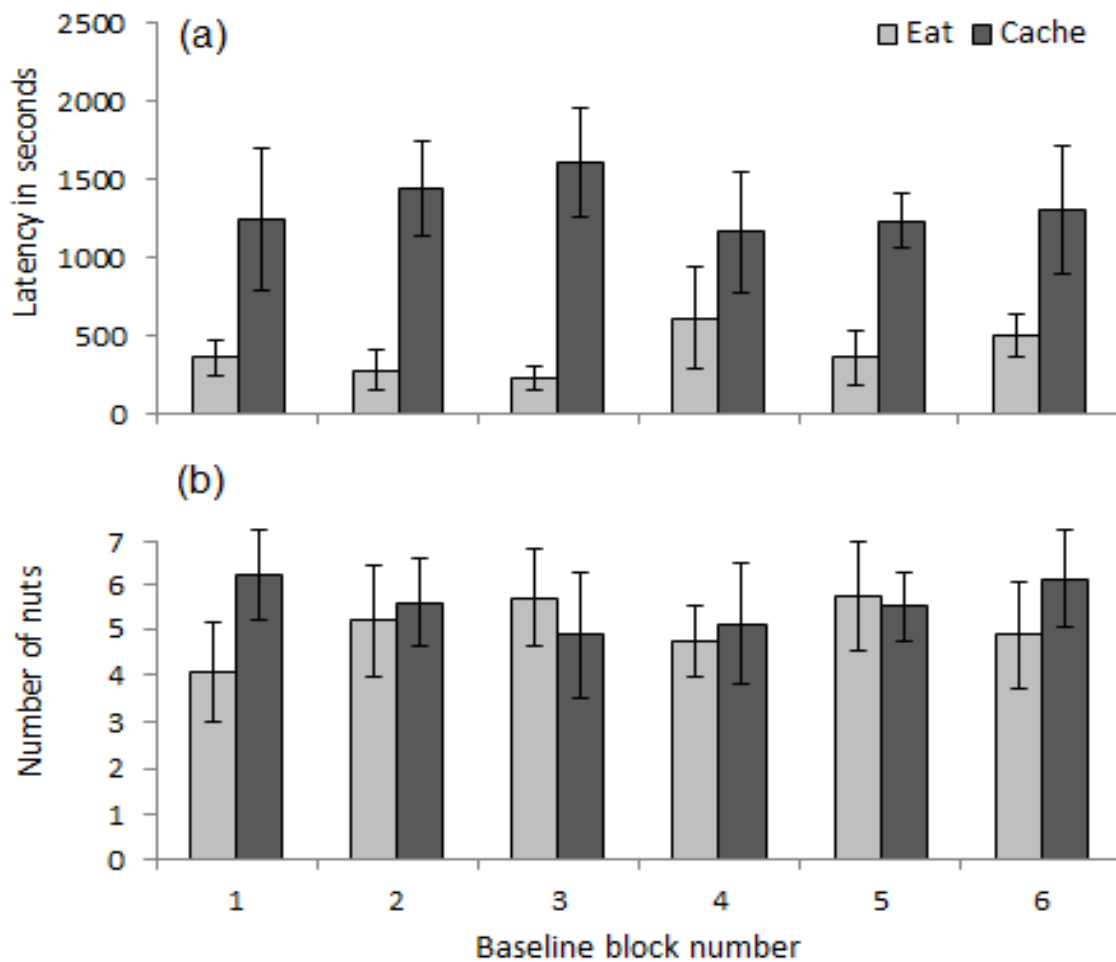 (a)
Eat Cache
Latency in seconds
2500
2000
1500
1000
500
0
(b)
Number of nuts
7
6
5
4
3
2
1
0
1 2 3 4 5 6
Baseline block number